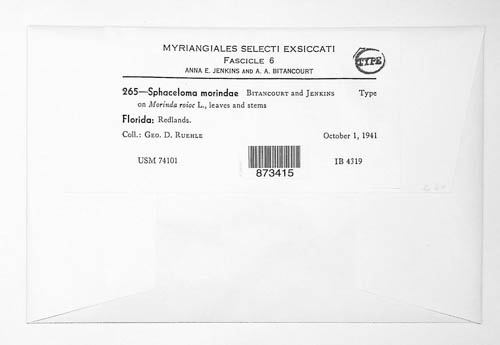 MYRIANGIALES SELECTI EXSICCATI
FASCICLE 6
ANNA E. JENKINS AND A. A. BITANCOURT
TYPE
265—Sphaceloma morindae BITANCOURT and JENKINS Type
on Morinda roioc L., leaves and stems
Florida: Redlands.
Coll.: GEO. D. RUEHLE October 1, 1941
USM 74101 IB 4319
873415